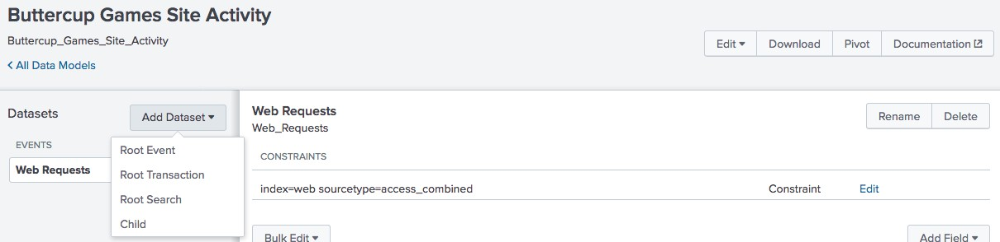 Buttercup Games Site Activity
Buttercup_Games_Site_Activity
Edit
Download
Pivot
Documentation
All Data Models
Datasets
Add Dataset
EVENTS
Web Requests
Root Event
Root Transaction
Root Search
Child
Web Requests
Web_Requests
Rename
Delete
CONSTRAINTS
index=web sourcetype=access_combined Constraint Edit
Bulk Edit
Add Field